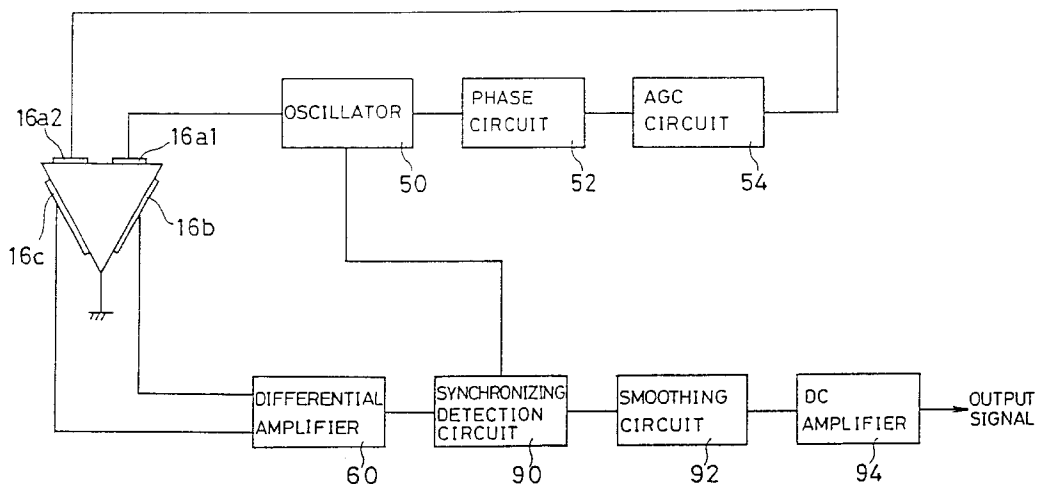 OSCILLATOR
PHASE
CIRCUIT
AGC
CIRCUIT
16a2
16a1
50
52
54
16b
16c
DIFFERENTIAL
AMPLIFIER
SYNCHRONIZING
DETECTION
CIRCUIT
SMOOTHING
CIRCUIT
DC
AMPLIFIER
OUTPUT
SIGNAL
60
90
92
94